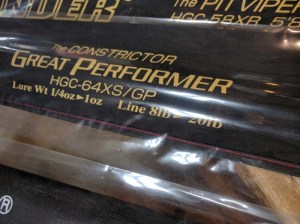 The PIT VIPER
HGC-58XR
The CONSTRICTOR
GREAT PERFORMER
HGC-64XS/GP
Lure Wt 1/4oz►1oz Line 8lb►20lb
®